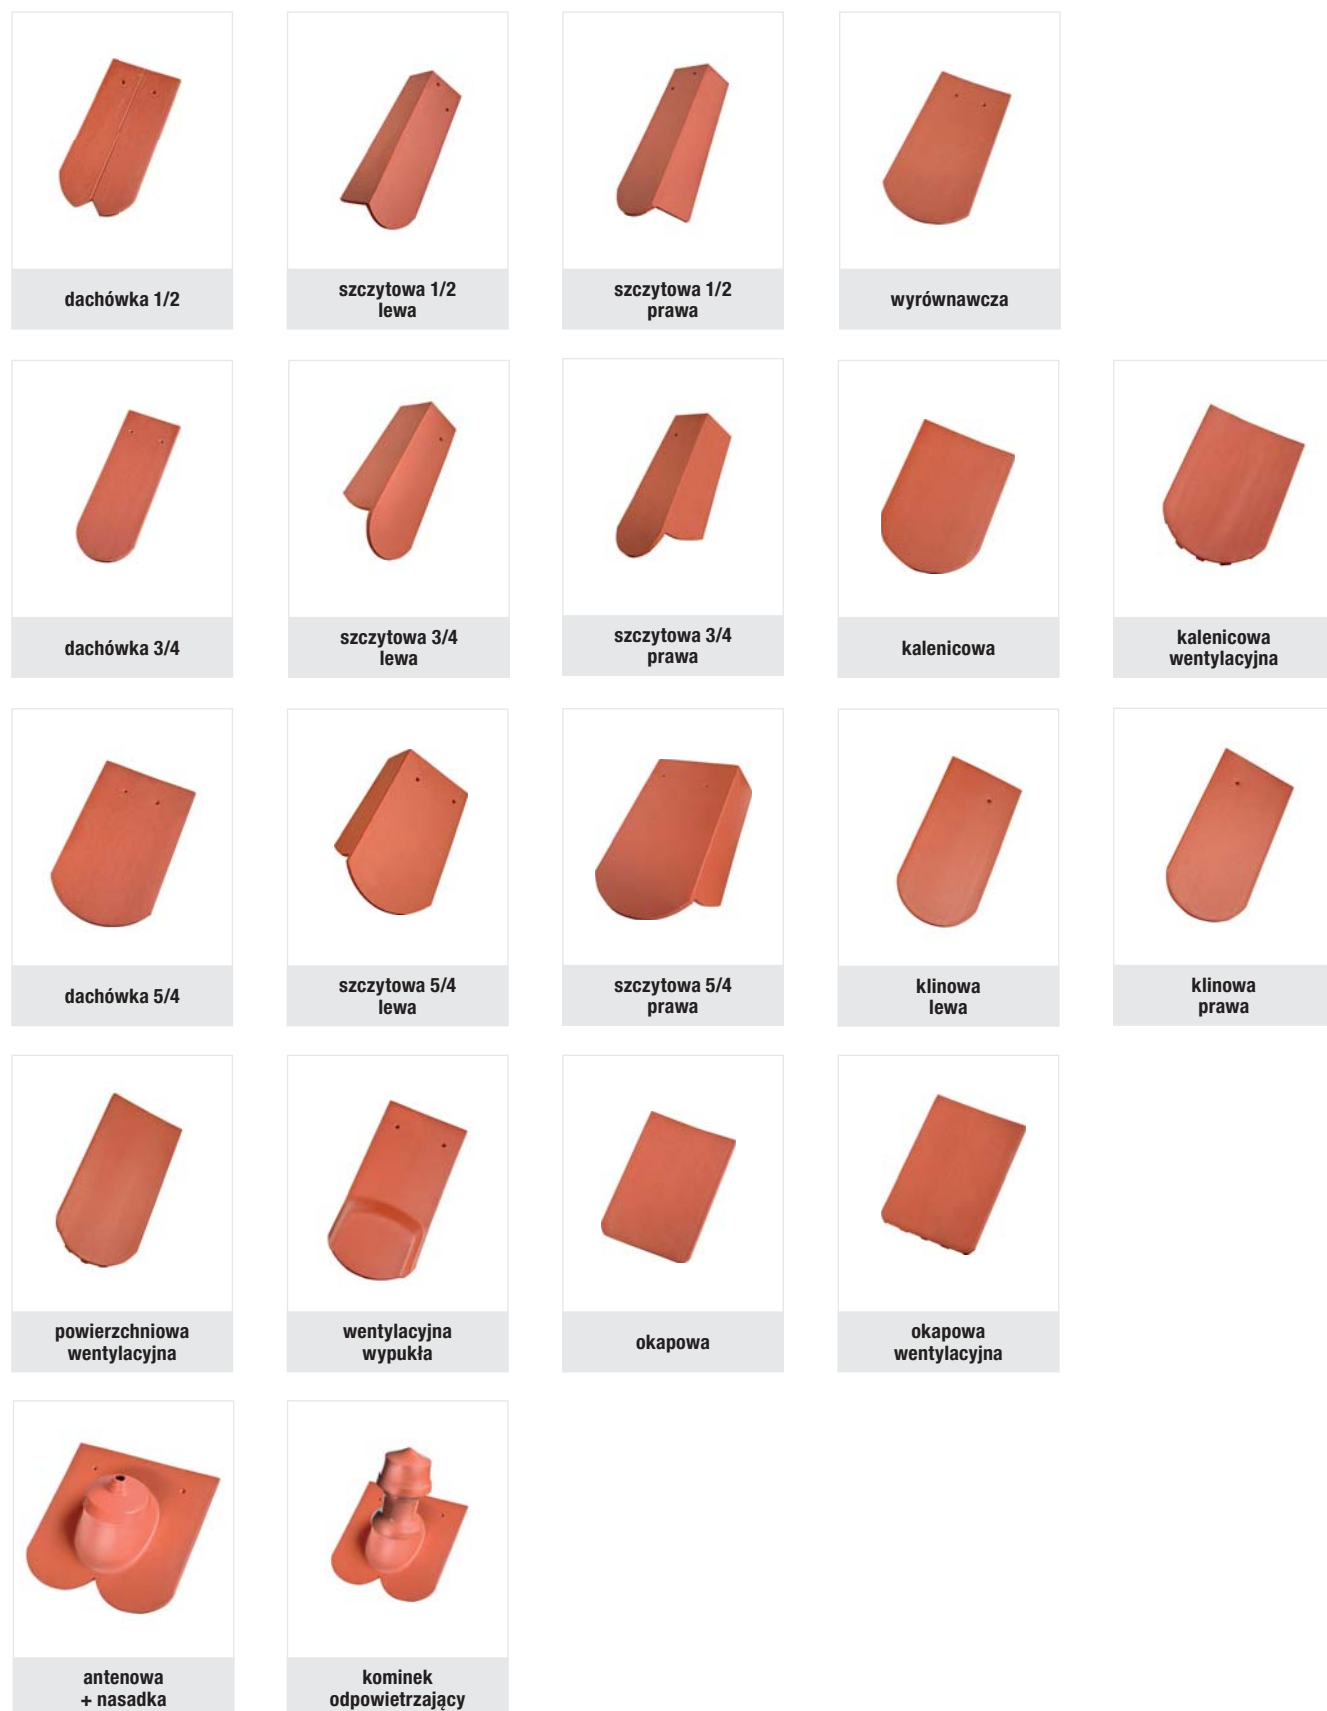 dachówka 1/2
szczytowa 1/2
lewa
szczytowa 1/2
prawa
wyrównawcza
dachówka 3/4
szczytowa 3/4
lewa
szczytowa 3/4
prawa
kalenicowa
kalenicowa
wentylacyjna
dachówka 5/4
szczytowa 5/4
lewa
szczytowa 5/4
prawa
klinowa
lewa
klinowa
prawa
powierzchniowa
wentylacyjna
wentylacyjna
wypukła
okapowa
okapowa
wentylacyjna
antenowa
+ nasadka
kominek
odpowietrzający